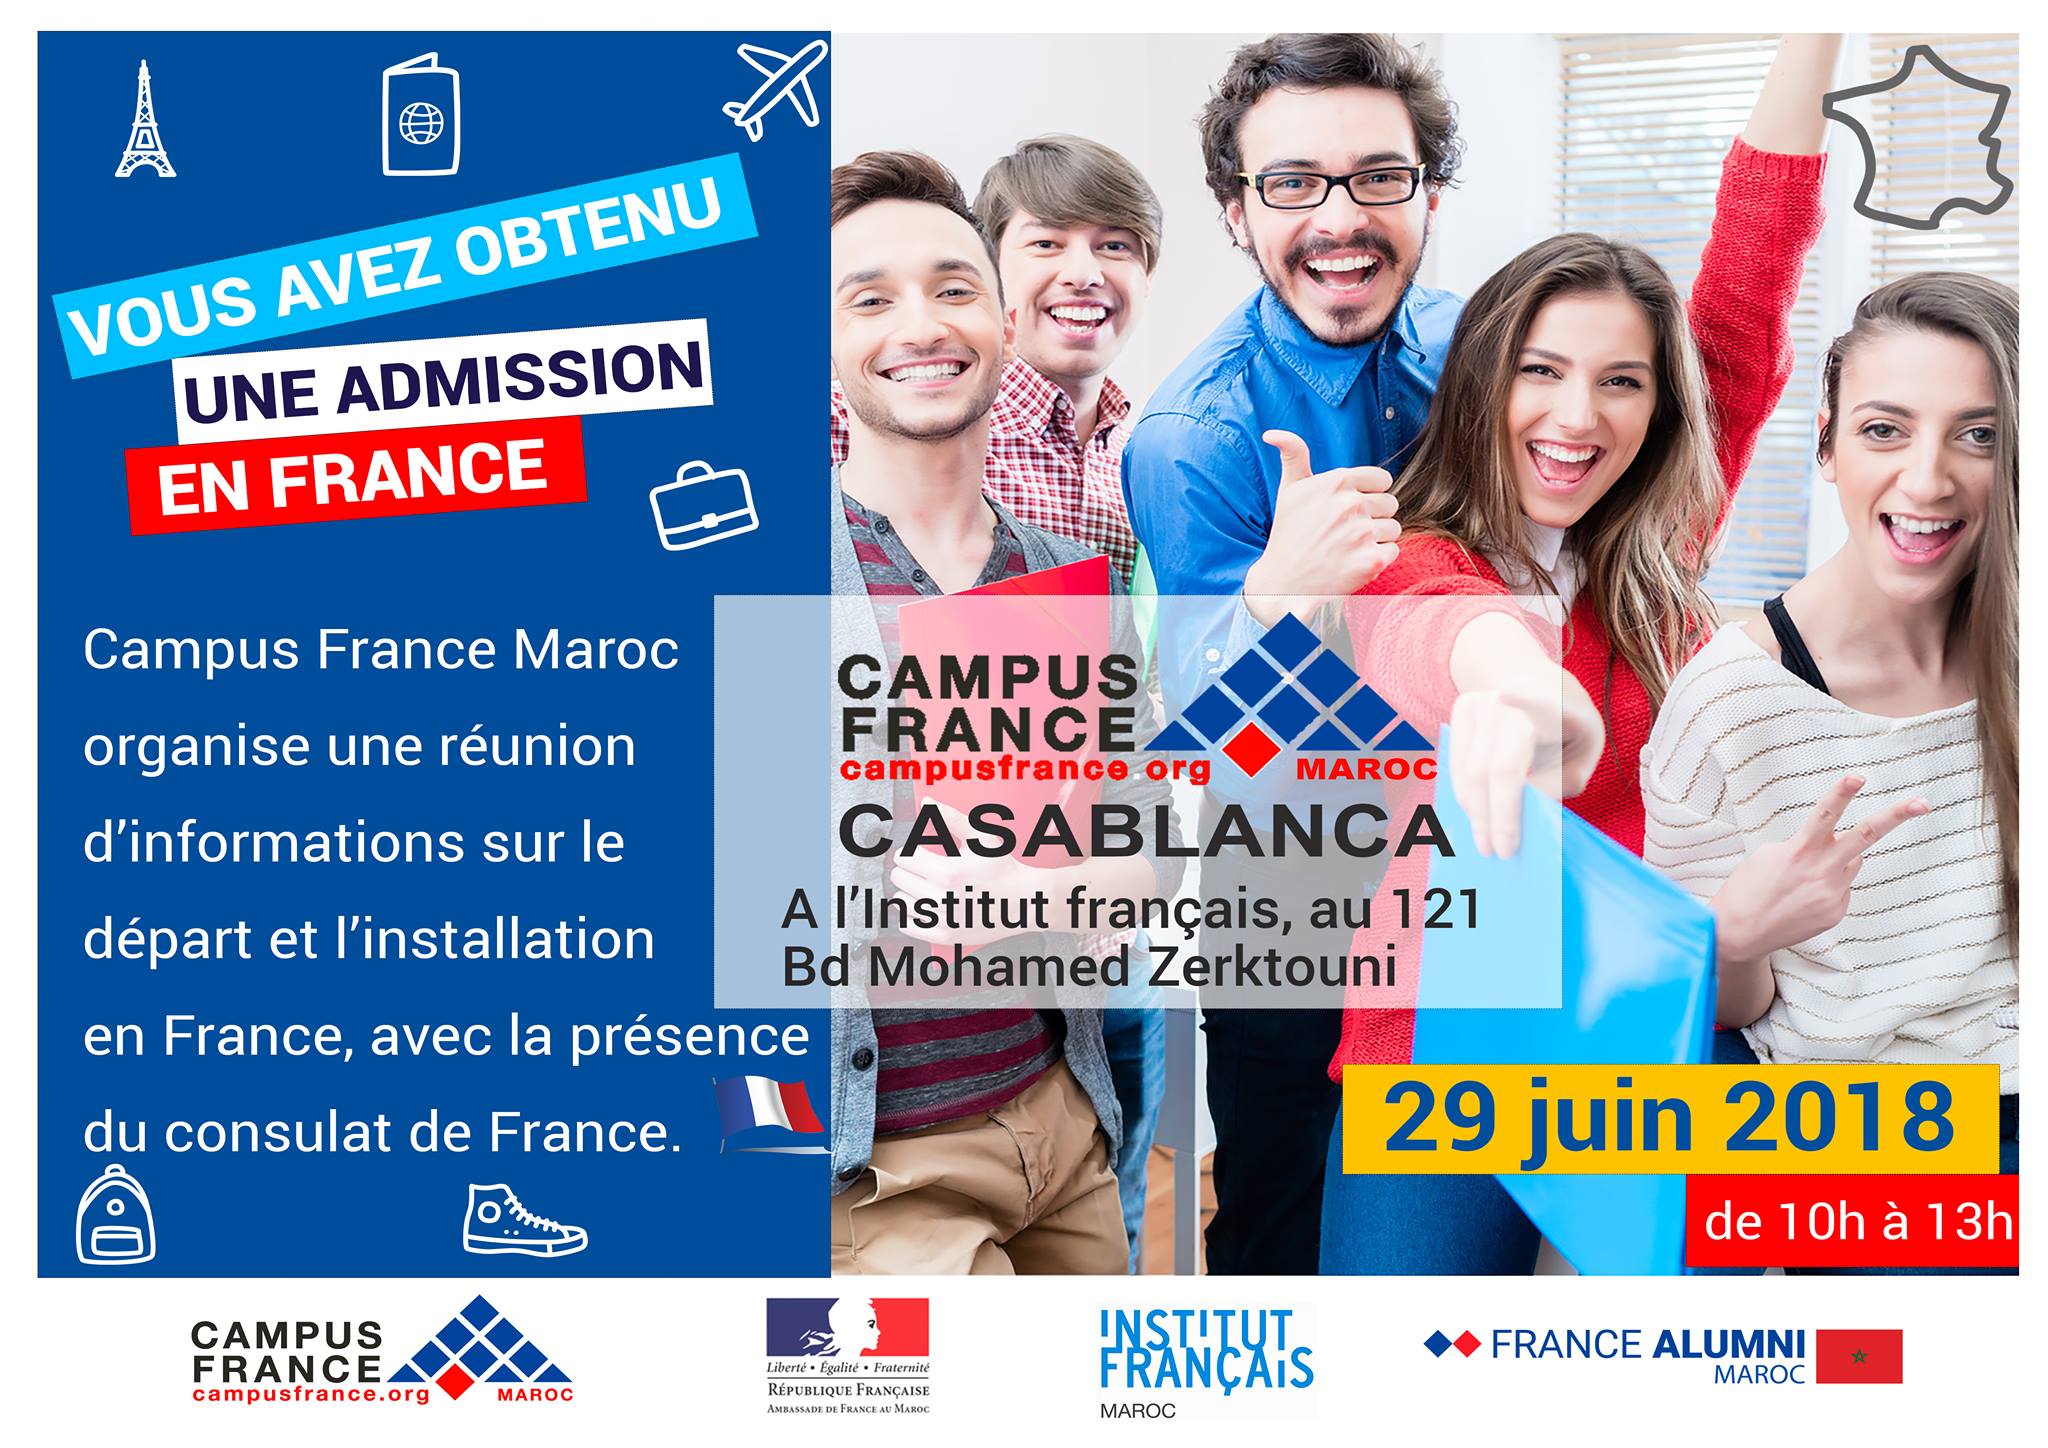 VOUS AVEZ OBTENU
UNE ADMISSION
EN FRANCE
Campus France Maroc
organise une réunion
d’informations sur le
départ et l’installation
en France, avec la présence
du consulat de France.
CAMPUS
FRANCE
campusfrance.org
MAROC
CASABLANCA
A l’Institut français, au 121
Bd Mohamed Zerktouni
29 juin 2018
de 10h à 13h
CAMPUS
FRANCE
campusfrance.org
MAROC
Liberté • Égalité • Fraternité
RÉPUBLIQUE FRANÇAISE
AMBASSADE DE FRANCE AU MAROC
INSTITUT
FRANÇAIS
MAROC
FRANCE ALUMNI
MAROC